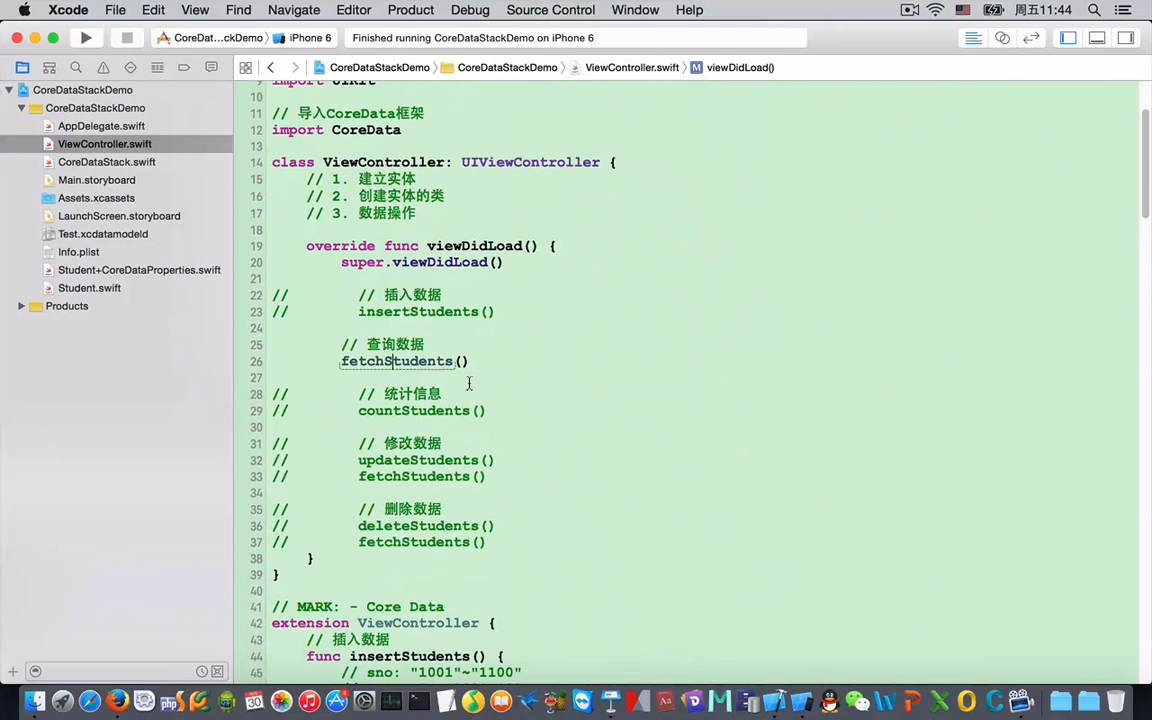 Xcode File Edit View Find Navigate Editor Product Debug Source Control Window Help 周五11:44
CoreDat...ckDemo iPhone 6 Finished running CoreDataStackDemo on iPhone 6
CoreDataStackDemo CoreDataStackDemo ViewController.swift M viewDidLoad()
CoreDataStackDemo
CoreDataStackDemo
AppDelegate.swift
ViewController.swift
CoreDataStack.swift
Main.storyboard
Assets.xcassets
LaunchScreen.storyboard
Test.xcdatamodeld
Info.plist
Student+CoreDataProperties.swift
Student.swift
Products
9 import UIKit
10
11 // 导入CoreData框架
12 import CoreData
13
14 class ViewController: UIViewController {
15 // 1. 建立实体
16 // 2. 创建实体的类
17 // 3. 数据操作
18
19 override func viewDidLoad() {
20 super.viewDidLoad()
21
22 // // 插入数据
23 // insertStudents()
24
25 // 查询数据
26 fetchStudents()
27
28 // // 统计信息
29 // countStudents()
30
31 // // 修改数据
32 // updateStudents()
33 // fetchStudents()
34
35 // // 删除数据
36 // deleteStudents()
37 // fetchStudents()
38 }
39 }
40
41 // MARK: - Core Data
42 extension ViewController {
43 // 插入数据
44 func insertStudents() {
45 // sno: "1001"~"1100"
php
30
Aa
D
M
W
P
X
O
C